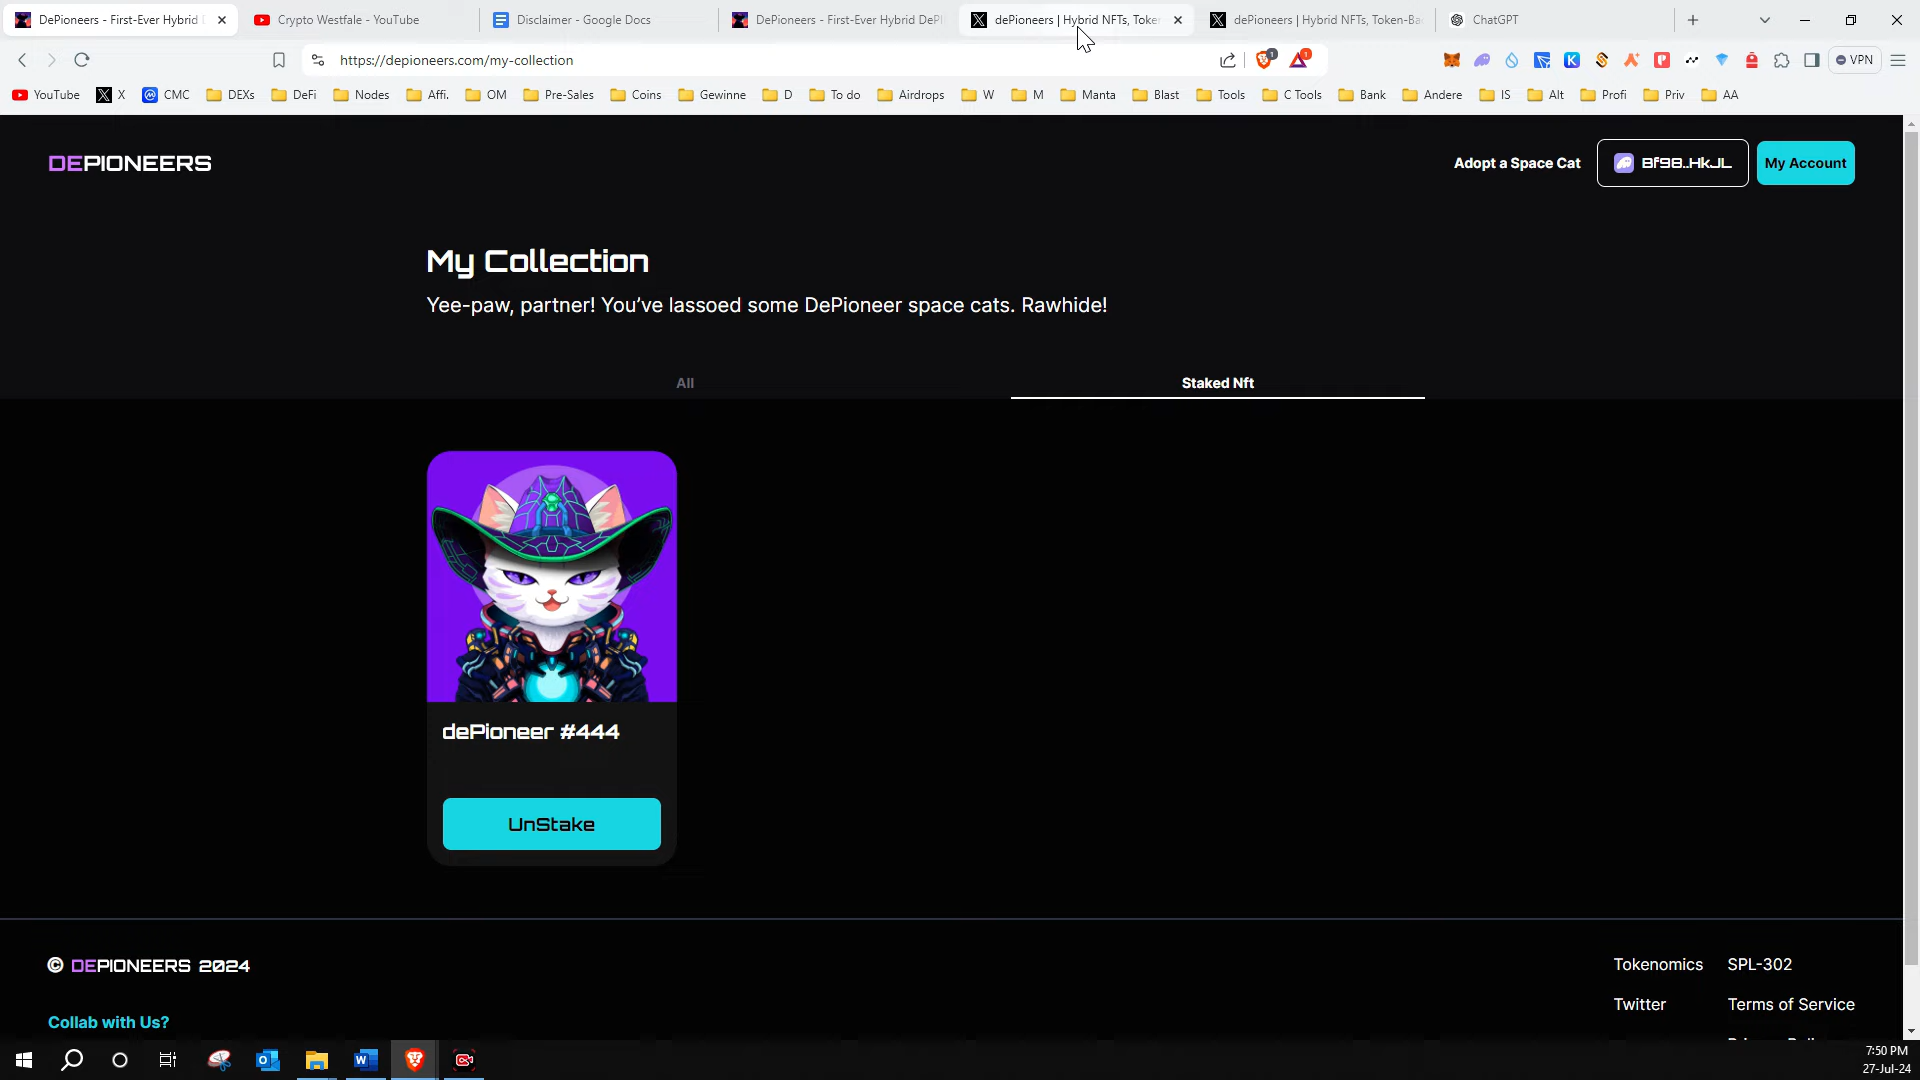 DePioneers - First-Ever Hybrid D
Crypto Westfale - YouTube
Disclaimer - Google Docs
DePioneers - First-Ever Hybrid DePI
dePioneers | Hybrid NFTs, Toke
dePioneers | Hybrid NFTs, Token-Ba
ChatGPT
https://depioneers.com/my-collection
1
1
VPN
YouTube
X
CMC
DEXs
DeFi
Nodes
Affi.
OM
Pre-Sales
Coins
Gewinne
D
To do
Airdrops
W
M
Manta
Blast
Tools
C Tools
Bank
Andere
IS
Alt
Profi
Priv
AA
DEPIONEERS
Adopt a Space Cat
Bf98..HkJL
My Account
My Collection
Yee-paw, partner! You’ve lassoed some DePioneer space cats. Rawhide!
All
Staked Nft
dePioneer #444
UnStake
© DEPIONEERS 2024
Tokenomics
SPL-302
Twitter
Terms of Service
Collab with Us?
7:50 PM
27-Jul-24